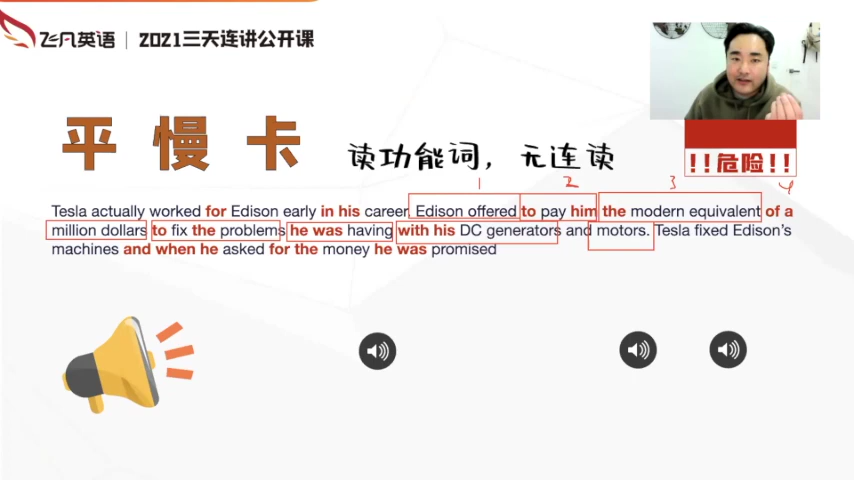 飞凡英语 | 2021三天连讲公开课
平 慢 卡
读功能词，无连读
!!危险!!
1 2 3 4
Tesla actually worked for Edison early in his career. Edison offered to pay him the modern equivalent of a
million dollars to fix the problems he was having with his DC generators and motors. Tesla fixed Edison's
machines and when he asked for the money he was promised